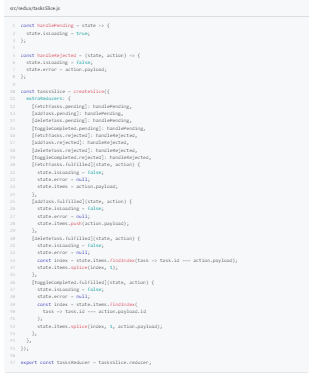 src/redux/tasksSlice.js
1 const handlePending = state => {
2 state.isLoading = true;
3 };
4
5 const handleRejected = (state, action) => {
6 state.isLoading = false;
7 state.error = action.payload;
8 };
9
10 const tasksSlice = createSlice({
11 extraReducers: {
12 [fetchTasks.pending]: handlePending,
13 [addTask.pending]: handlePending,
14 [deleteTask.pending]: handlePending,
15 [toggleCompleted.pending]: handlePending,
16 [fetchTasks.rejected]: handleRejected,
17 [addTask.rejected]: handleRejected,
18 [deleteTask.rejected]: handleRejected,
19 [toggleCompleted.rejected]: handleRejected,
20 [fetchTasks.fulfilled](state, action) {
21 state.isLoading = false;
22 state.error = null;
23 state.items = action.payload;
24 },
25 [addTask.fulfilled](state, action) {
26 state.isLoading = false;
27 state.error = null;
28 state.items.push(action.payload);
29 },
30 [deleteTask.fulfilled](state, action) {
31 state.isLoading = false;
32 state.error = null;
33 const index = state.items.findIndex(task => task.id === action.payload.id);
34 state.items.splice(index, 1);
35 },
36 [toggleCompleted.fulfilled](state, action) {
37 state.isLoading = false;
38 state.error = null;
39 const index = state.items.findIndex(
40 task => task.id === action.payload.id
41 );
42 state.items.splice(index, 1, action.payload);
43 },
44 },
45 });
46
47 export const tasksReducer = tasksSlice.reducer;